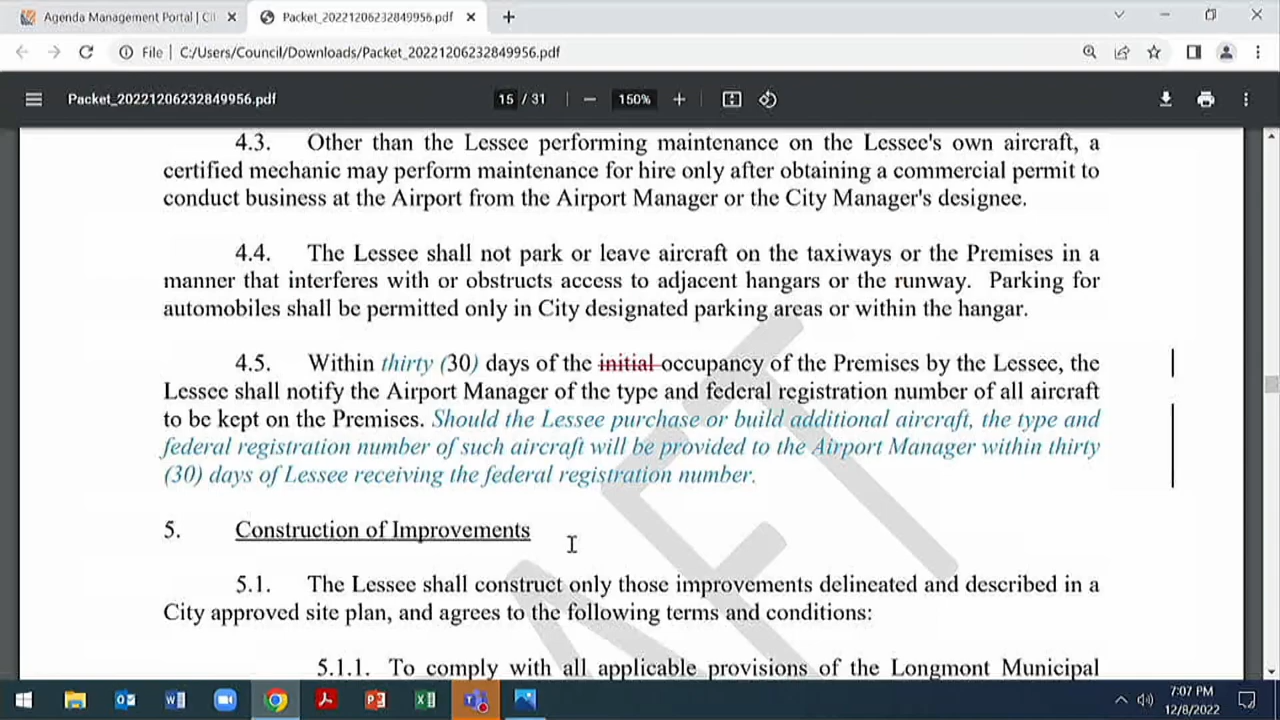 Agenda Management Portal | Ci
Packet_20221206232849956.pdf
File | C:/Users/Council/Downloads/Packet_20221206232849956.pdf
Packet_20221206232849956.pdf
15 / 31
150%
4.3. Other than the Lessee performing maintenance on the Lessee's own aircraft, a
certified mechanic may perform maintenance for hire only after obtaining a commercial permit to
conduct business at the Airport from the Airport Manager or the City Manager's designee.
4.4. The Lessee shall not park or leave aircraft on the taxiways or the Premises in a
manner that interferes with or obstructs access to adjacent hangars or the runway. Parking for
automobiles shall be permitted only in City designated parking areas or within the hangar.
4.5. Within thirty (30) days of the initial occupancy of the Premises by the Lessee, the
Lessee shall notify the Airport Manager of the type and federal registration number of all aircraft
to be kept on the Premises. Should the Lessee purchase or build additional aircraft, the type and
federal registration number of such aircraft will be provided to the Airport Manager within thirty
(30) days of Lessee receiving the federal registration number.
5. Construction of Improvements
5.1. The Lessee shall construct only those improvements delineated and described in a
City approved site plan, and agrees to the following terms and conditions:
5.1.1. To comply with all applicable provisions of the Longmont Municipal
AFT
7:07 PM
12/8/2022